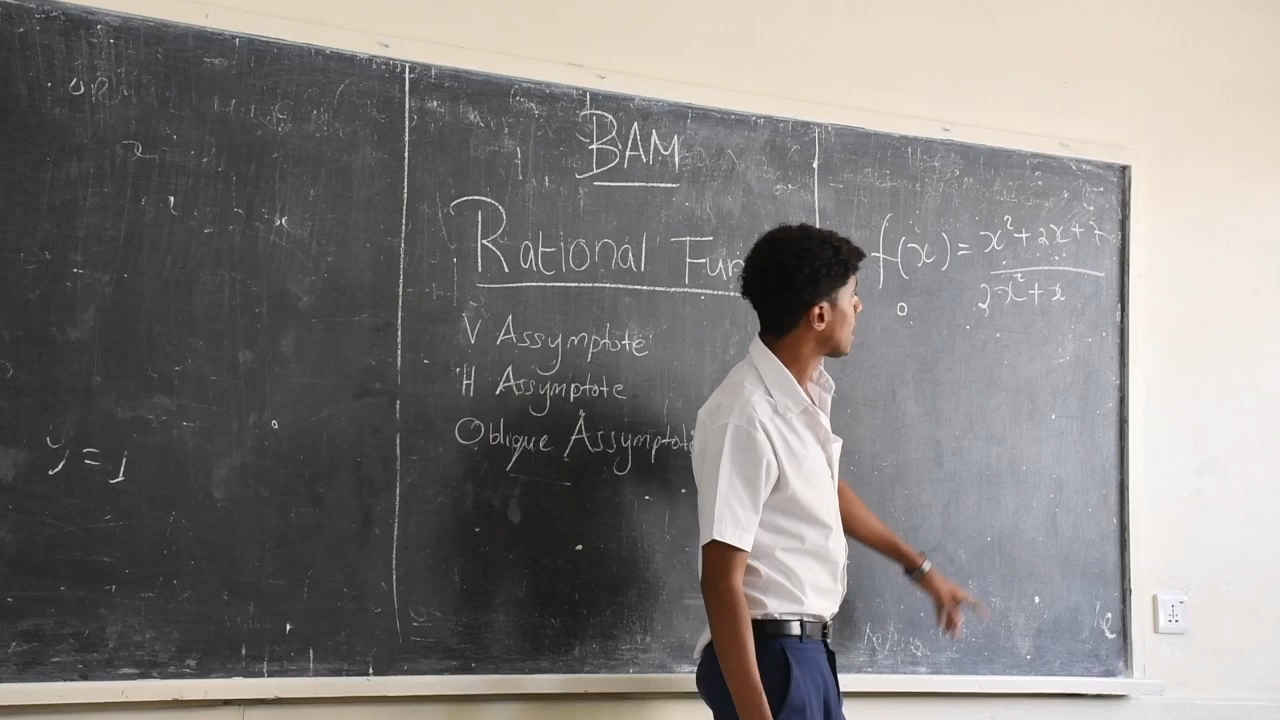 y = 1
BAM
Rational Fun
V Assymptote
H Assymptote
Oblique Assymptote
f(x) = x² + 2x + 7
2x² + x